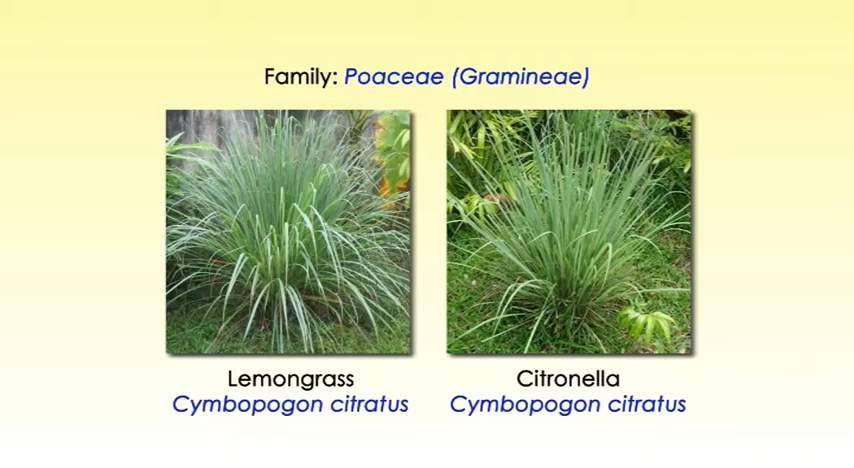 Family: Poaceae (Gramineae)
Lemongrass
Cymbopogon citratus
Citronella
Cymbopogon citratus